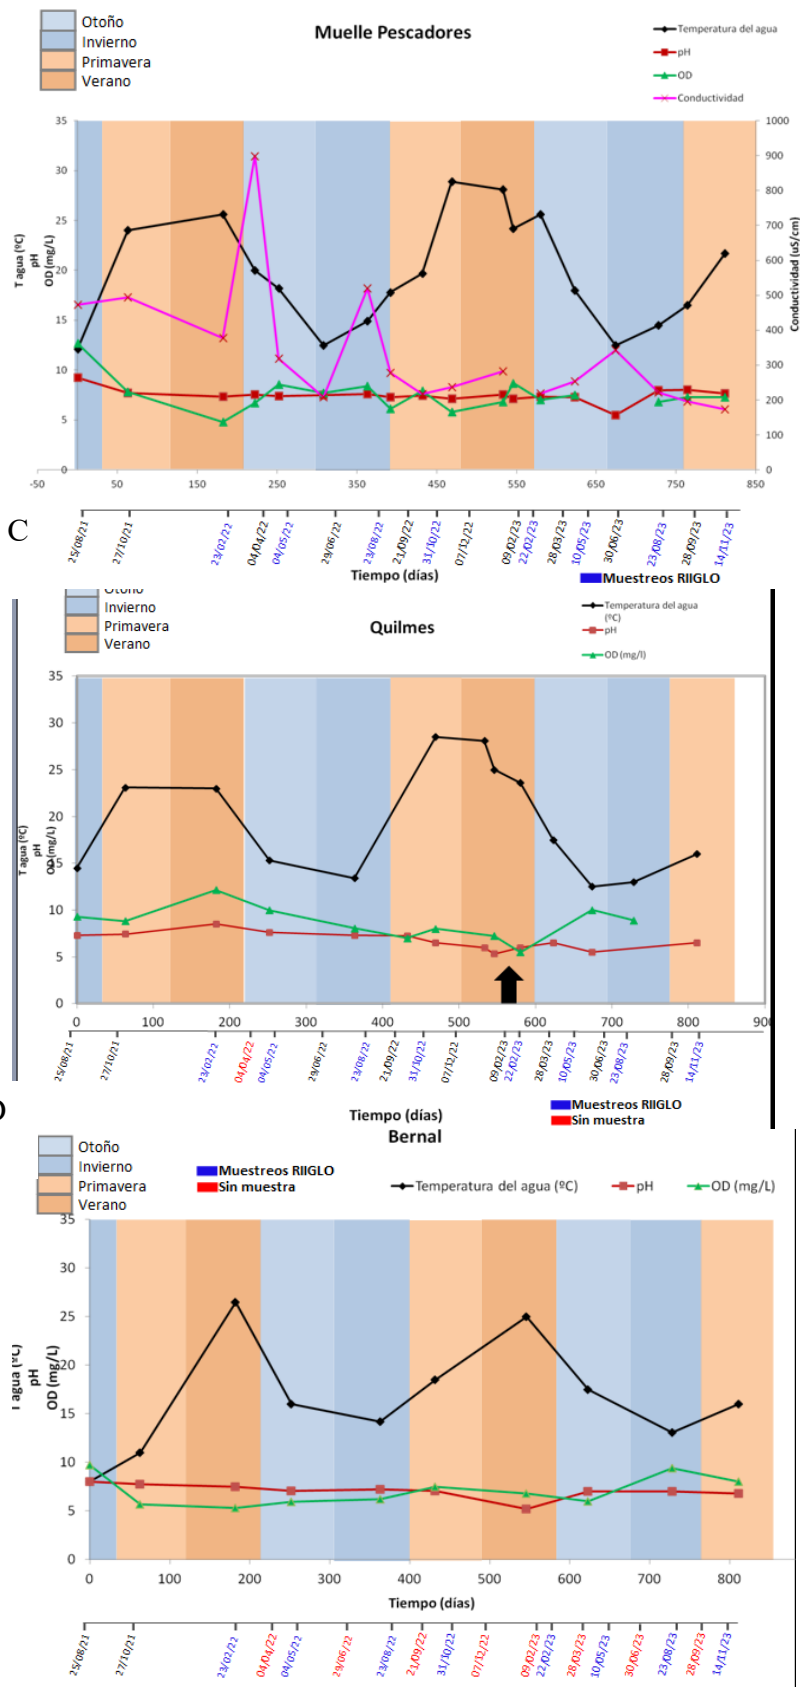 Otoño
Invierno
Primavera
Verano
Muelle Pescadores
Temperatura del agua
pH
OD
Conductividad
35
30
25
20
15
10
5
0
T agua (ºC)
pH
OD (mg/L)
1000
900
800
700
600
500
400
300
200
100
0
Conductividad (uS/cm)
-50 50 150 250 350 450 550 650 750 850
25/08/21 27/10/21 23/02/22 04/04/22 04/05/22 29/06/22 23/08/22 21/09/22 31/10/22 07/12/22 09/02/23 22/02/23 28/03/23 10/05/23 30/06/23 23/08/23 28/09/23 14/11/23
C
Tiempo (días)
Muestreos RIIGLO
Otoño
Invierno
Primavera
Verano
Quilmes
Temperatura del agua
(ºC)
pH
OD (mg/l)
35
30
25
20
15
10
5
0
T agua (ºC)
pH
OD (mg/L)
0 100 200 300 400 500 600 700 800 900
25/08/21 27/10/21 23/02/22 04/04/22 04/05/22 29/06/22 23/08/22 21/09/22 31/10/22 07/12/22 09/02/23 22/02/23 28/03/23 10/05/23 30/06/23 23/08/23 28/09/23 14/11/23
Tiempo (días)
Muestreos RIIGLO
Sin muestra
Bernal
Otoño
Invierno
Primavera
Verano
Muestreos RIIGLO
Sin muestra
Temperatura del agua (ºC)
pH
OD (mg/L)
35
30
25
20
15
10
5
0
T agua (ºC)
pH
OD (mg/L)
0 100 200 300 400 500 600 700 800
Tiempo (días)
25/08/21 27/10/21 23/02/22 04/04/22 04/05/22 29/06/22 23/08/22 21/09/22 31/10/22 07/12/22 09/02/23 22/02/23 28/03/23 10/05/23 30/06/23 23/08/23 28/09/23 14/11/23